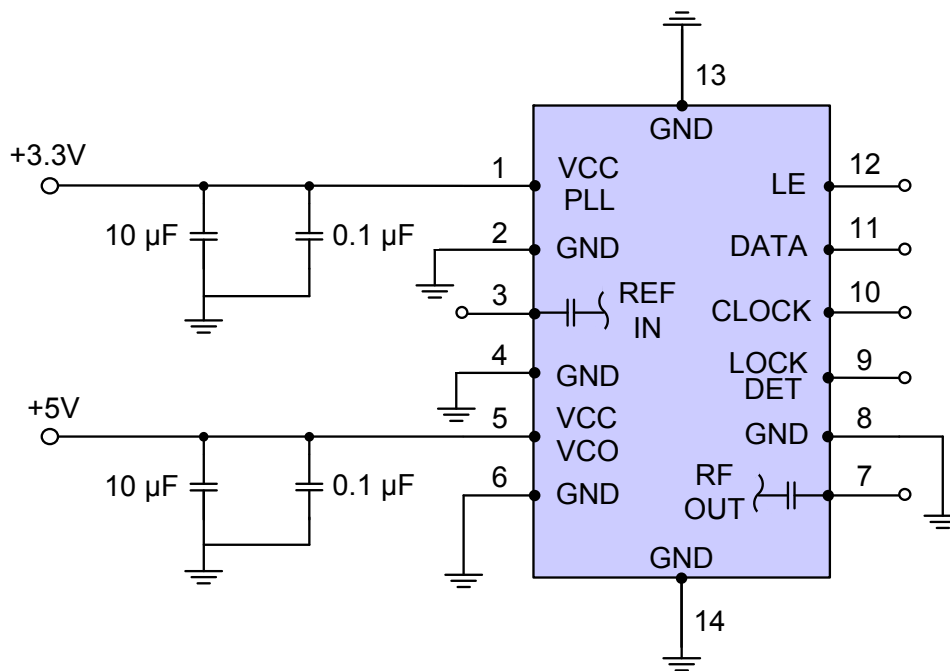 13
GND
+3.3V
1
VCC
PLL
12
LE
10 µF
0.1 µF
2
GND
11
DATA
3
REF
IN
10
CLOCK
4
GND
9
LOCK
DET
+5V
5
VCC
VCO
8
GND
10 µF
0.1 µF
6
GND
7
RF
OUT
GND
14